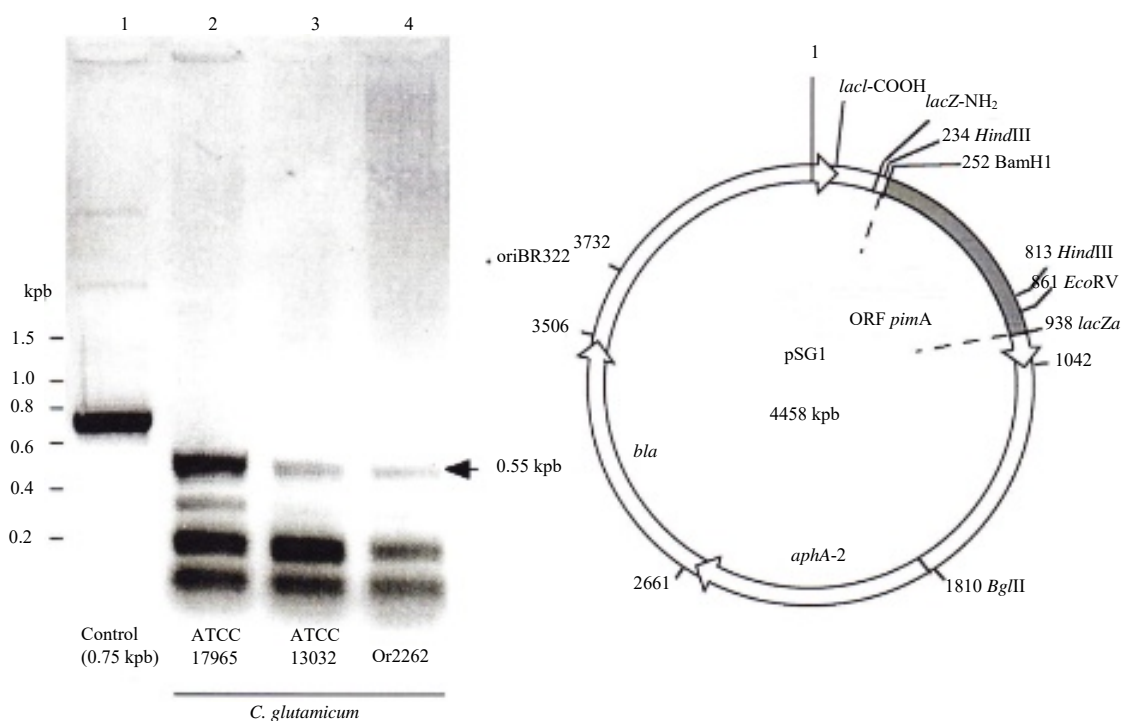 1 2 3 4
kpb
1.5
1.0
0.8
0.6
0.4
0.2
0.55 kpb
Control
(0.75 kpb)
ATCC
17965
ATCC
13032
Or2262
C. glutamicum
1
lacl-COOH
lacZ-NH₂
234 HindIII
252 BamH1
813 HindIII
861 EcoRV
938 lacZa
1042
ORF pimA
pSG1
4458 kpb
oriBR322
3732
3506
bla
aphA-2
2661
1810 BglII